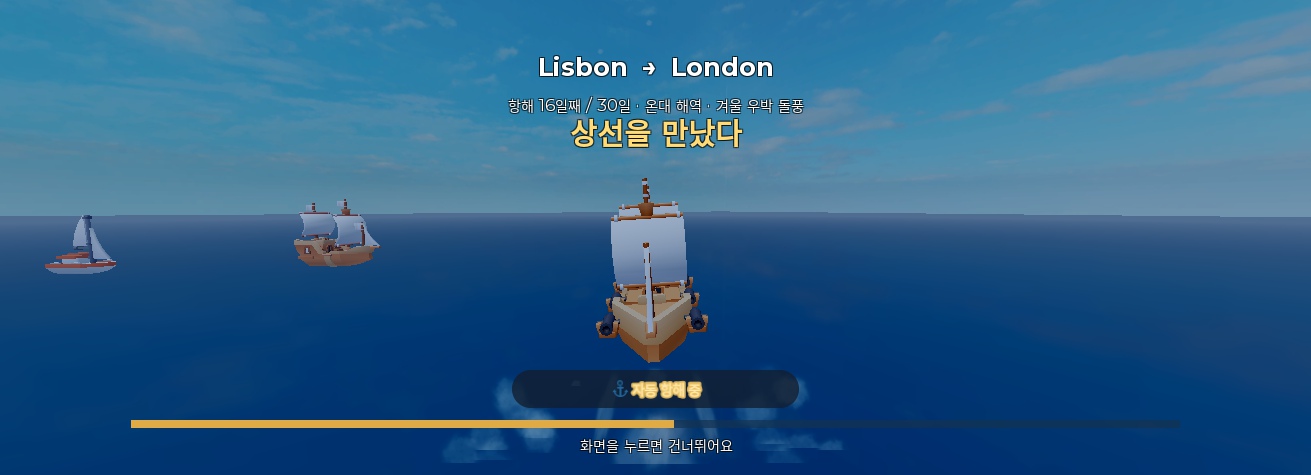 Lisbon → London
항해 16일째 / 30일 · 온대 해역 · 겨울 우박 돌풍
상선을 만났다
⚓ 자동 항해 중
화면을 누르면 건너뛰어요